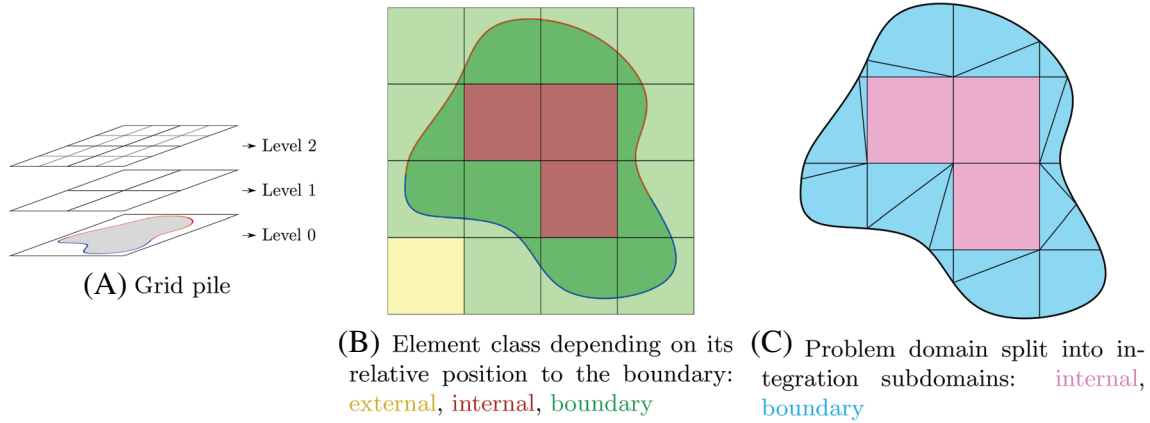 Level 2
Level 1
Level 0
(A) Grid pile
(B) Element class depending on its
relative position to the boundary:
external, internal, boundary
(C) Problem domain split into in-
tegration subdomains: internal,
boundary